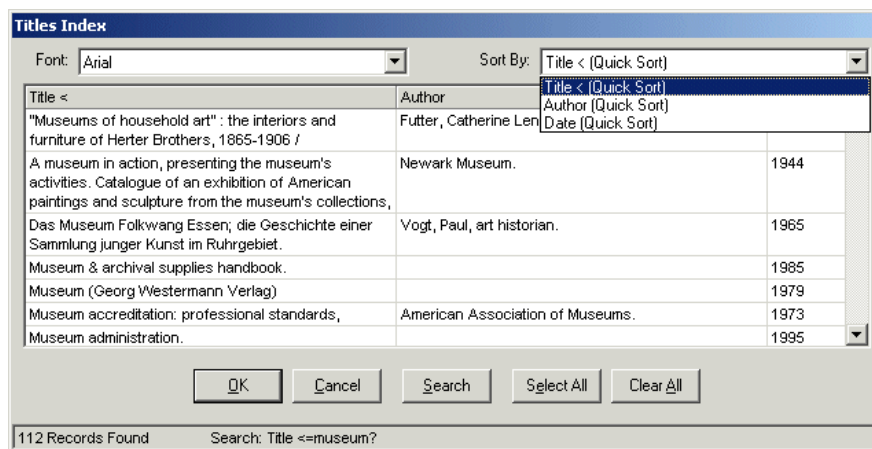 Titles Index
Font: Arial Sort By: Title < (Quick Sort)
Title < (Quick Sort)
Author (Quick Sort)
Date (Quick Sort)
Title < Author
"Museums of household art" : the interiors and
furniture of Herter Brothers, 1865-1906 /
Futter, Catherine Len
A museum in action, presenting the museum's
activities. Catalogue of an exhibition of American
paintings and sculpture from the museum's collections,
Newark Museum. 1944
Das Museum Folkwang Essen; die Geschichte einer
Sammlung junger Kunst im Ruhrgebiet.
Vogt, Paul, art historian. 1965
Museum & archival supplies handbook. 1985
Museum (Georg Westermann Verlag) 1979
Museum accreditation: professional standards, American Association of Museums. 1973
Museum administration. 1995
OK Cancel Search Select All Clear All
112 Records Found Search: Title <=museum?